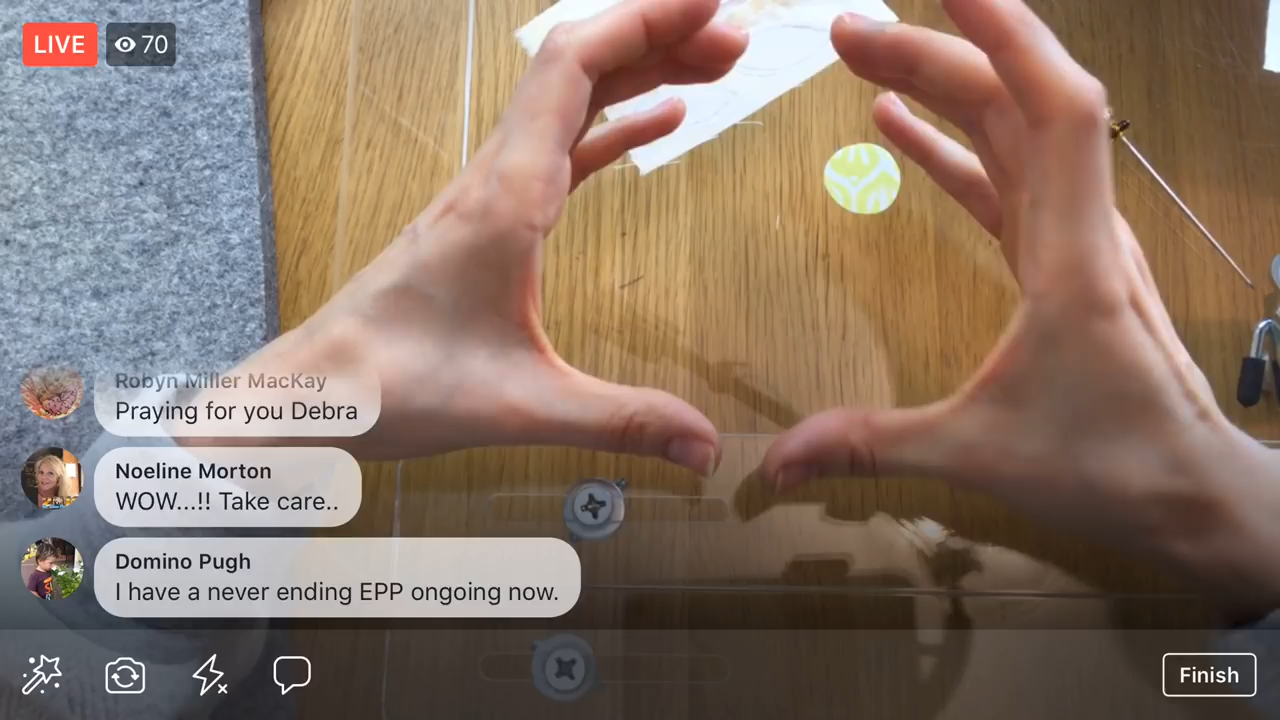 LIVE
70
Robyn Miller MacKay
Praying for you Debra
Noeline Morton
WOW...!! Take care..
Domino Pugh
I have a never ending EPP ongoing now.
Finish